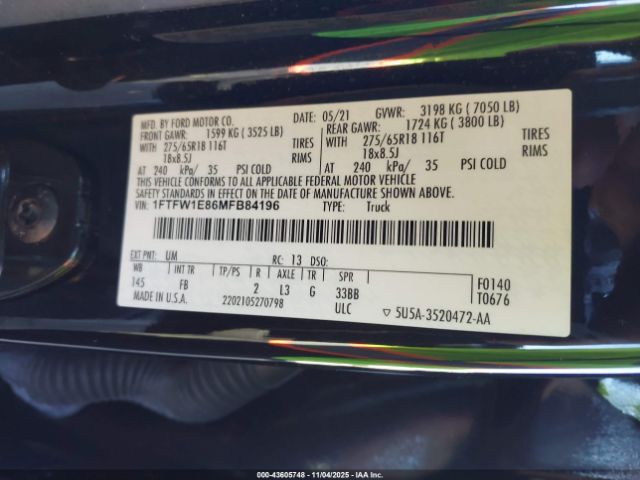 MFD. BY FORD MOTOR CO.
DATE: 05/21 GVWR: 3198 KG ( 7050 LB)
FRONT GAWR: 1599 KG ( 3525 LB) REAR GAWR: 1724 KG ( 3800 LB)
WITH 275/65R18 116T TIRES WITH 275/65R18 116T TIRES
18x8.5J RIMS 18x8.5J RIMS
AT 240 kPa/ 35 PSI COLD AT 240 kPa/ 35 PSI COLD
THIS VEHICLE CONFORMS TO ALL APPLICABLE FEDERAL MOTOR VEHICLE
SAFETY STANDARDS IN EFFECT ON THE DATE OF MANUFACTURE SHOWN ABOVE.
VIN: 1FTFW1E86MFB84196 TYPE: Truck
EXT PNT: UM RC: 13 DSO:
WB INT TR TP/PS R AXLE TR SPR
145 FB 2 L3 G 33BB
F0140
T0676
MADE IN U.S.A. 2202105270798 ULC ▽ 5U5A-3520472-AA
000-43605748 - 11/04/2025 - IAA Inc.